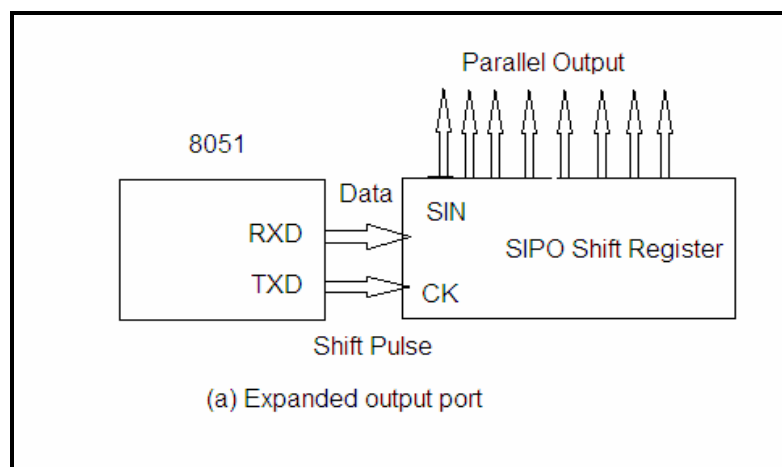 Parallel Output
8051
Data
RXD
SIN
SIPO Shift Register
TXD
CK
Shift Pulse
(a) Expanded output port